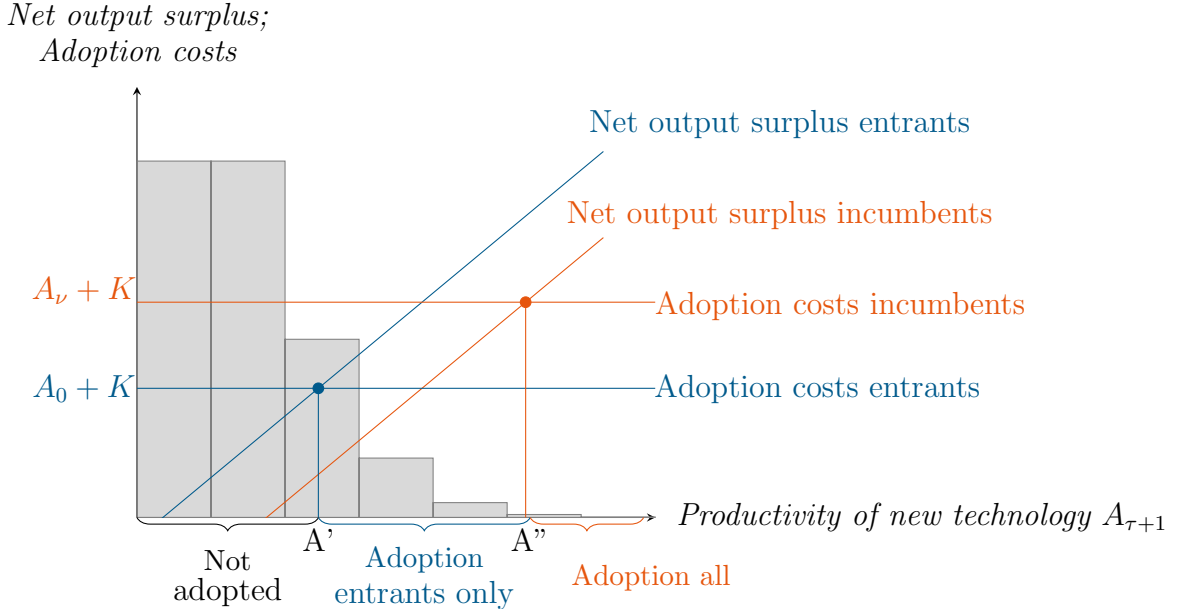 Net output surplus;
Adoption costs
Net output surplus entrants
Net output surplus incumbents
A_ν + K
Adoption costs incumbents
A_0 + K
Adoption costs entrants
Productivity of new technology A_{τ+1}
A'
A''
Not
adopted
Adoption
entrants only
Adoption all